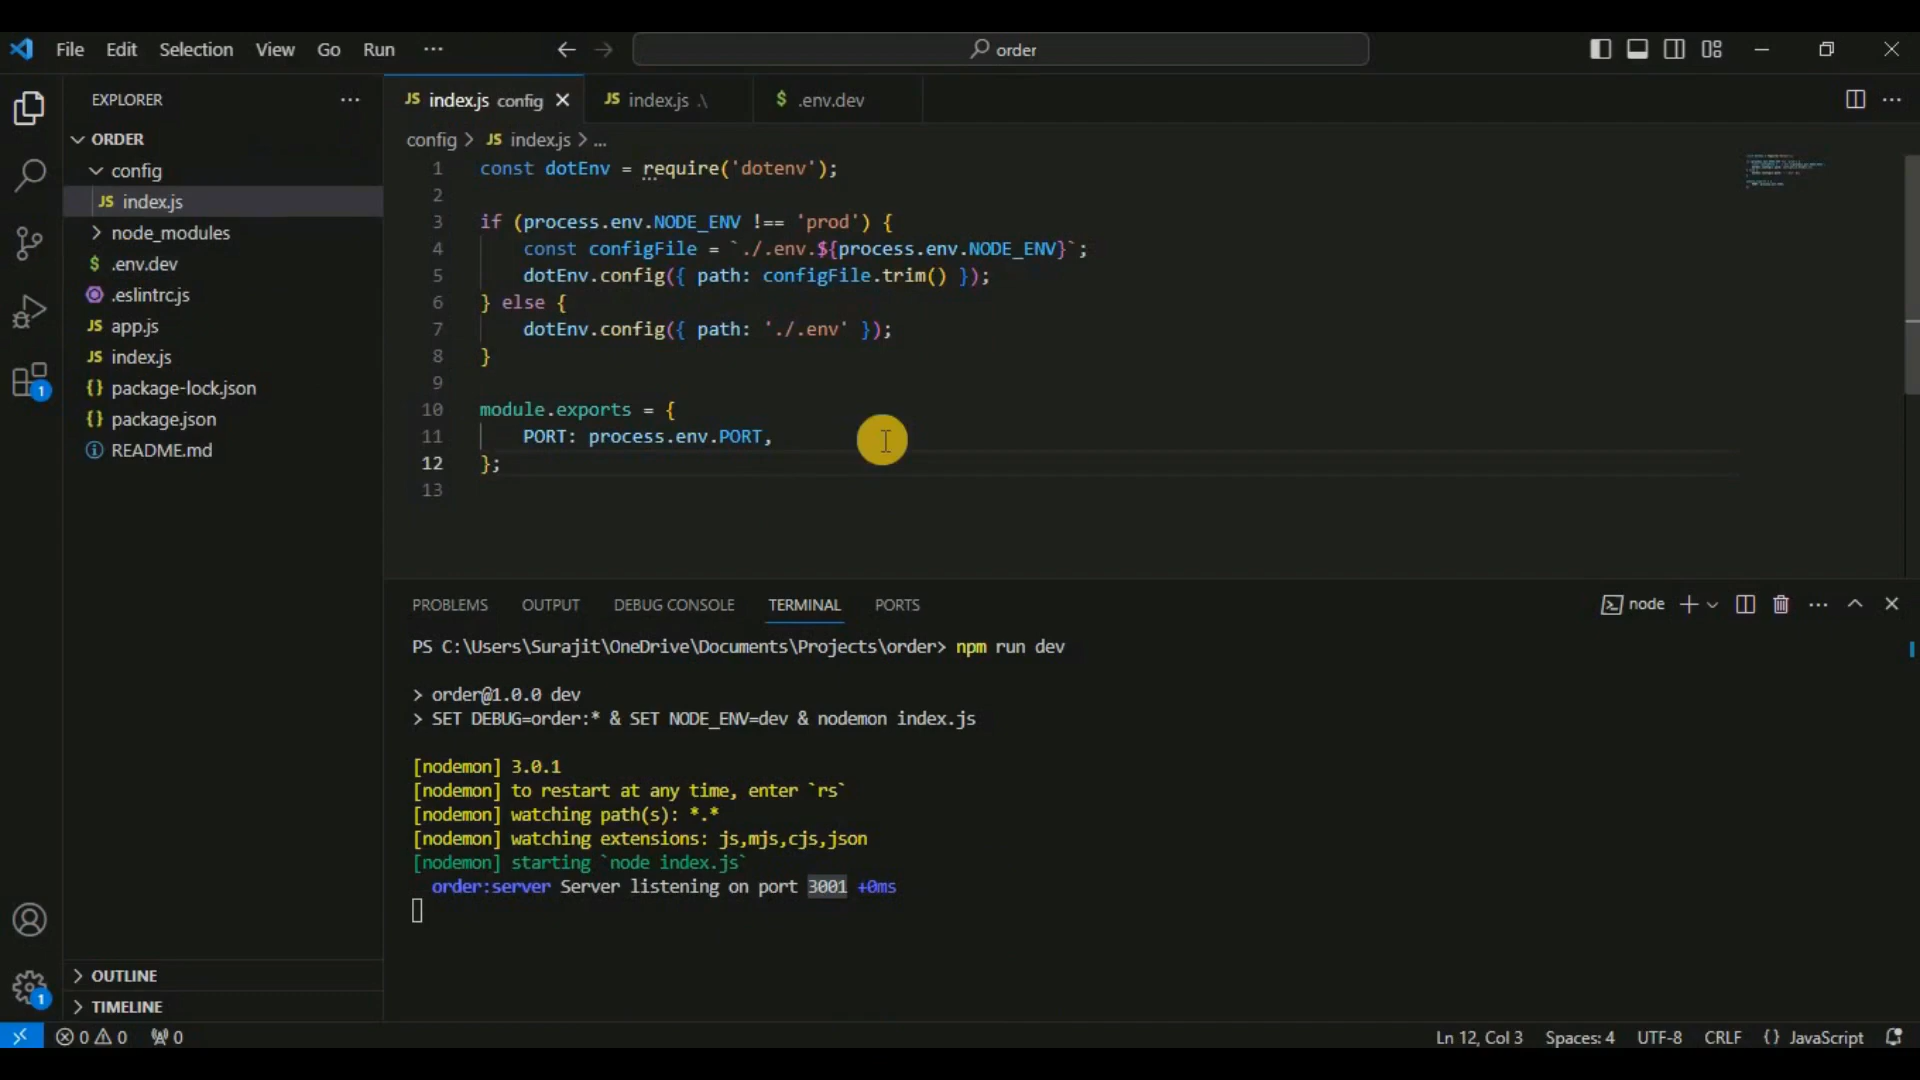 File Edit Selection View Go Run ··· order
EXPLORER ···
ORDER
config
JS index.js
node_modules
$ .env.dev
.eslintrc.js
JS app.js
JS index.js
{} package-lock.json
{} package.json
README.md
OUTLINE
TIMELINE
JS index.js config JS index.js .\ $ .env.dev
config > JS index.js > ...
1 const dotEnv = require('dotenv');
2
3 if (process.env.NODE_ENV !== 'prod') {
4 const configFile = `./.env.${process.env.NODE_ENV}`;
5 dotEnv.config({ path: configFile.trim() });
6 } else {
7 dotEnv.config({ path: './.env' });
8 }
9
10 module.exports = {
11 PORT: process.env.PORT,
12 };
13
PROBLEMS OUTPUT DEBUG CONSOLE TERMINAL PORTS node
PS C:\Users\Surajit\OneDrive\Documents\Projects\order> npm run dev
> order@1.0.0 dev
> SET DEBUG=order:* & SET NODE_ENV=dev & nodemon index.js
[nodemon] 3.0.1
[nodemon] to restart at any time, enter `rs`
[nodemon] watching path(s): *.*
[nodemon] watching extensions: js,mjs,cjs,json
[nodemon] starting `node index.js`
order:server Server listening on port 3001 +0ms
1
1
0 0 0 Ln 12, Col 3 Spaces: 4 UTF-8 CRLF {} JavaScript